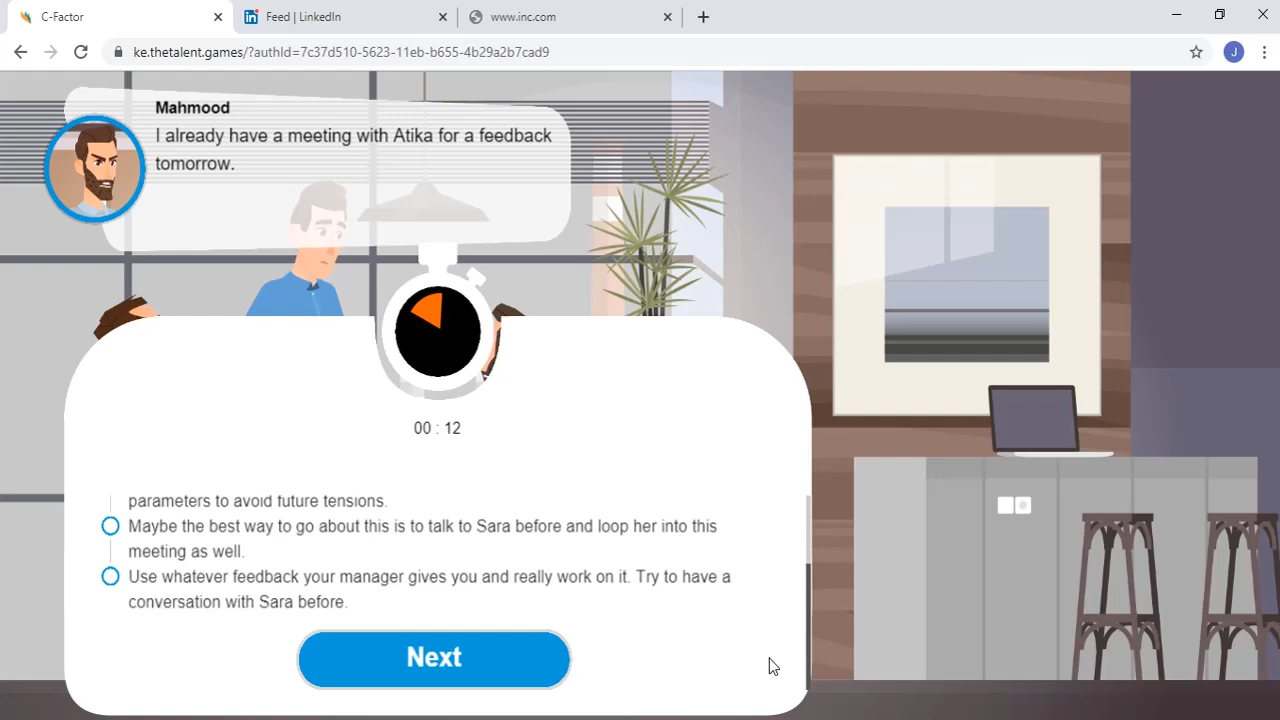 C-Factor
Feed | LinkedIn
www.inc.com
ke.thetalent.games/?authId=7c37d510-5623-11eb-b655-4b29a2b7cad9
J
Mahmood
I already have a meeting with Atika for a feedback
tomorrow.
00 : 12
parameters to avoid future tensions.
Maybe the best way to go about this is to talk to Sara before and loop her into this
meeting as well.
Use whatever feedback your manager gives you and really work on it. Try to have a
conversation with Sara before.
Next